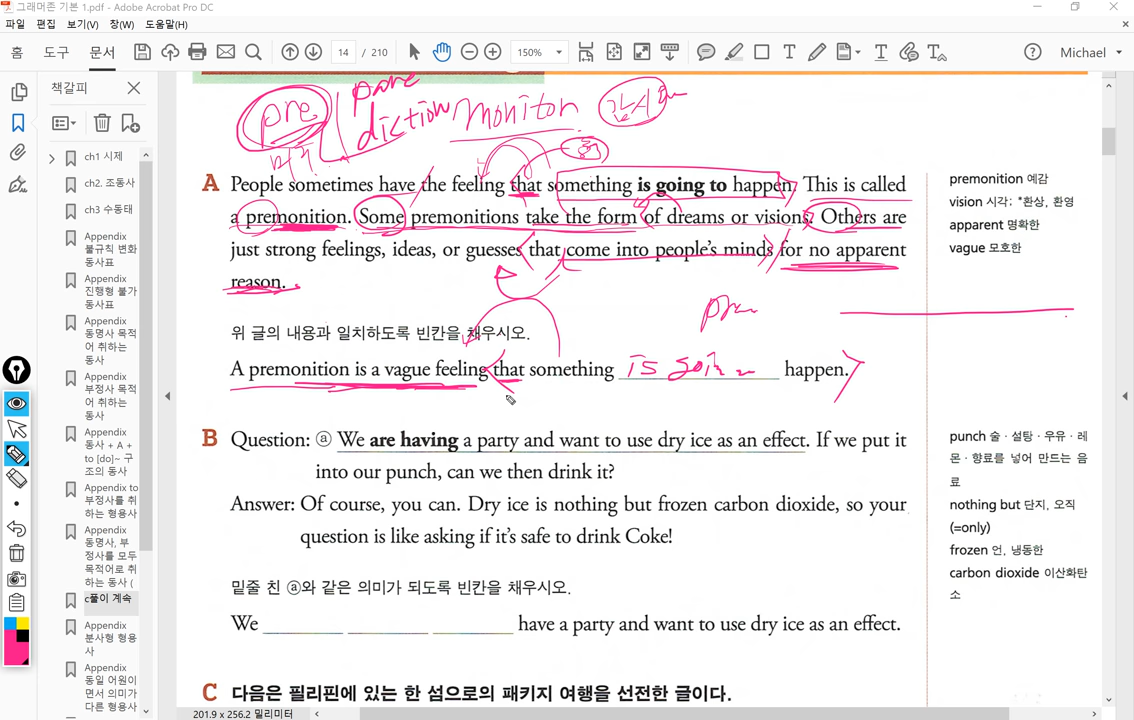 그래머존 기본 1.pdf - Adobe Acrobat Pro DC
파일 편집 보기(V) 창(W) 도움말(H)
홈 도구 문서 14 / 210 150% Michael
책갈피
ch1 시제
ch2. 조동사
ch3 수동태
Appendix
불규칙 변화
동사표
Appendix
진행형 불가
동사표
Appendix
동명사 목적
어 취하는
동사
Appendix
부정사 목적
어 취하는
동사
Appendix
동사 + A +
to [do]~ 구
조의 동사
Appendix to
부정사를 취
하는 형용사
Appendix
동명사, 부
정사를 모두
목적어로 취
하는 동사 (
c풀이 계속
Appendix
분사형 형용
사
Appendix
동일 어원이
면서 의미가
다른 형용사
pre
diction monitor 감시
A People sometimes have the feeling that something is going to happen. This is called
a premonition. Some premonitions take the form of dreams or visions. Others are
just strong feelings, ideas, or guesses that come into people's minds for no apparent
reason.
premonition 예감
vision 시각; *환상, 환영
apparent 명확한
vague 모호한
위 글의 내용과 일치하도록 빈칸을 채우시오.
A premonition is a vague feeling that something is goin happen.
B Question: ⓐ We are having a party and want to use dry ice as an effect. If we put it
into our punch, can we then drink it?
Answer: Of course, you can. Dry ice is nothing but frozen carbon dioxide, so your
question is like asking if it's safe to drink Coke!
punch 술 · 설탕 · 우유 · 레
몬 · 향료를 넣어 만드는 음
료
nothing but 단지, 오직
(=only)
frozen 언, 냉동한
carbon dioxide 이산화탄
소
밑줄 친 ⓐ와 같은 의미가 되도록 빈칸을 채우시오.
We have a party and want to use dry ice as an effect.
C 다음은 필리핀에 있는 한 섬으로의 패키지 여행을 선전한 글이다.
201.9 x 256.2 밀리미터